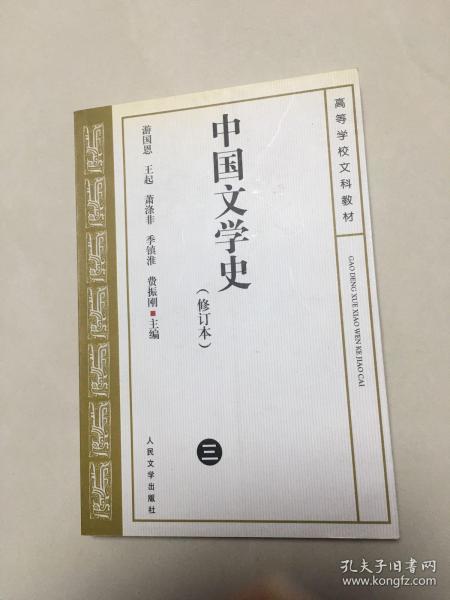 高等学校文科教材
GAO DENG XUE XIAO WEN KE JIAO CAI
中国文学史
(修订本)
三
游国恩 王起 萧涤非 季镇淮 费振刚 主编
人民文学出版社
孔夫子旧书网
www.kongfz.com